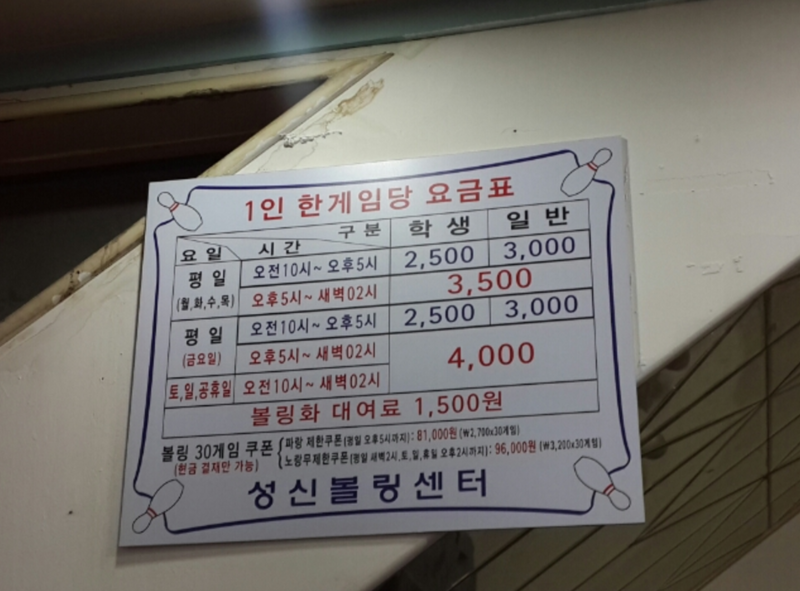 1인 한게임당 요금표
요일 시간 구분 학생 일반
평일 (월,화,수,목) 오전10시~오후5시 2,500 3,000
오후5시~새벽02시 3,500
평일 (금요일) 오전10시~오후5시 2,500 3,000
오후5시~새벽02시 4,000
토,일,공휴일 오전10시~새벽02시
볼링화 대여료 1,500원
볼링 30게임 쿠폰 파랑 제한쿠폰(평일 오후5시까지): 81,000원 (₩2,700x30게임)
(현금 결재만 가능) 노랑무제한쿠폰(평일 새벽2시, 토,일,휴일 오후2시까지): 96,000원 (₩3,200x30게임)
성신볼링센터